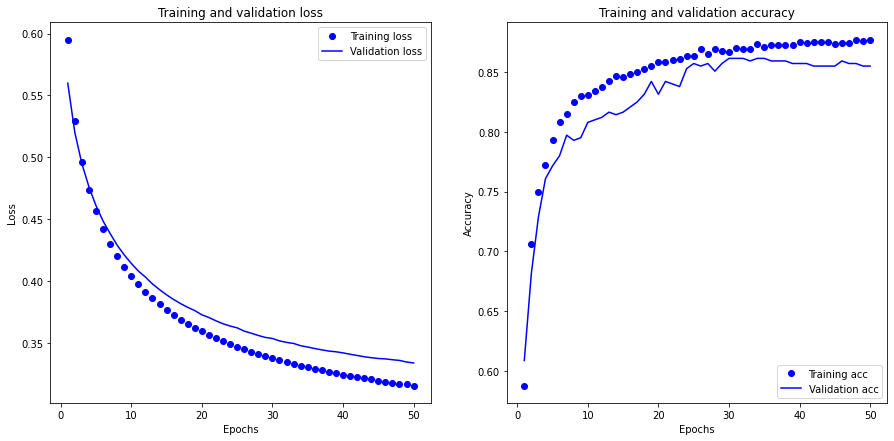 Training and validation loss
0.60
0.55
0.50
0.45
0.40
0.35
Loss
Training loss
Validation loss
0 10 20 30 40 50
Epochs
Training and validation accuracy
0.85
0.80
0.75
0.70
0.65
0.60
Accuracy
Training acc
Validation acc
0 10 20 30 40 50
Epochs